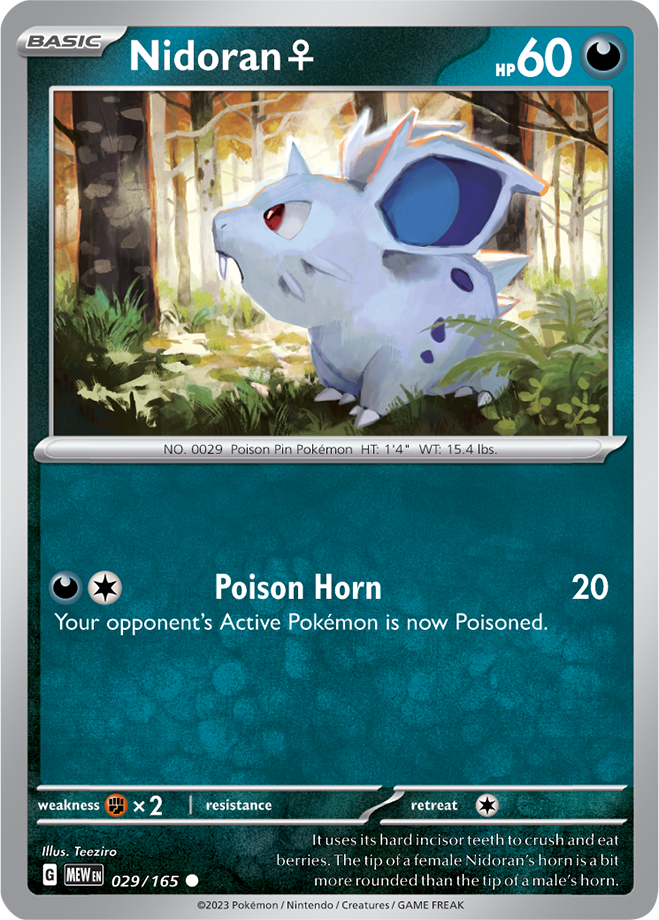 BASIC
Nidoran♀
HP60
NO. 0029 Poison Pin Pokémon HT: 1'4" WT: 15.4 lbs.
Poison Horn 20
Your opponent's Active Pokémon is now Poisoned.
weakness ×2 resistance retreat
Illus. Teeziro
It uses its hard incisor teeth to crush and eat
berries. The tip of a female Nidoran's horn is a bit
more rounded than the tip of a male's horn.
G MEW EN 029/165
©2023 Pokémon / Nintendo / Creatures / GAME FREAK